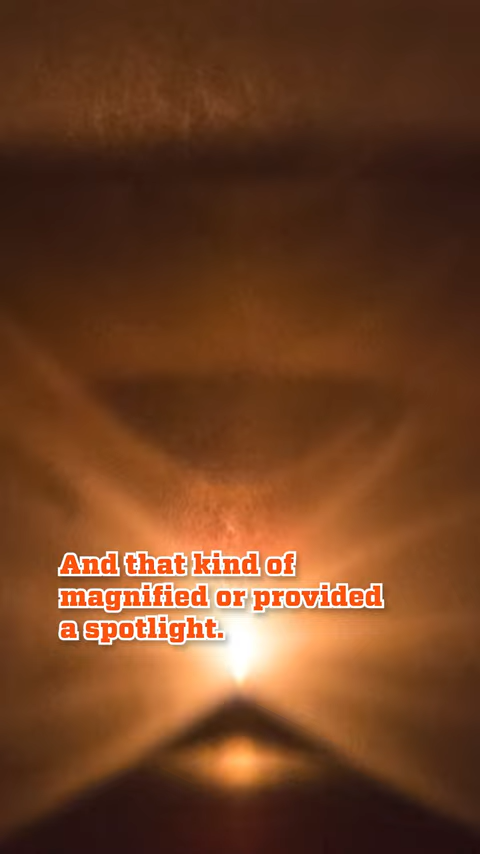 And that kind of
magnified or provided
a spotlight.